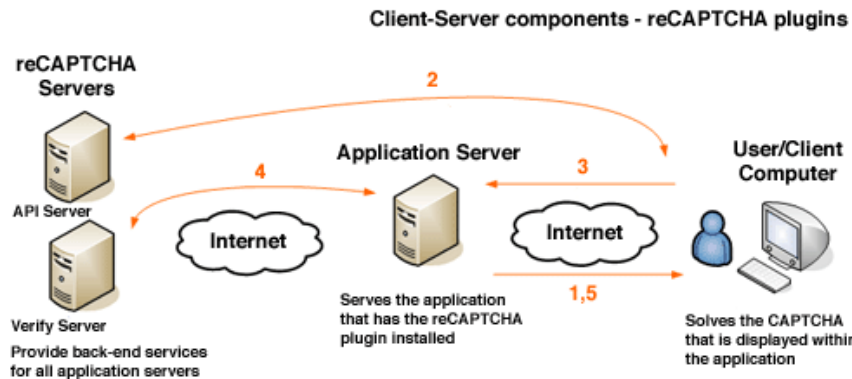 Client-Server components - reCAPTCHA plugins
reCAPTCHA
Servers
2
Application Server
User/Client
Computer
4
3
API Server
Internet
Internet
1,5
Verify Server
Provide back-end services
for all application servers
Serves the application
that has the reCAPTCHA
plugin installed
Solves the CAPTCHA
that is displayed within
the application